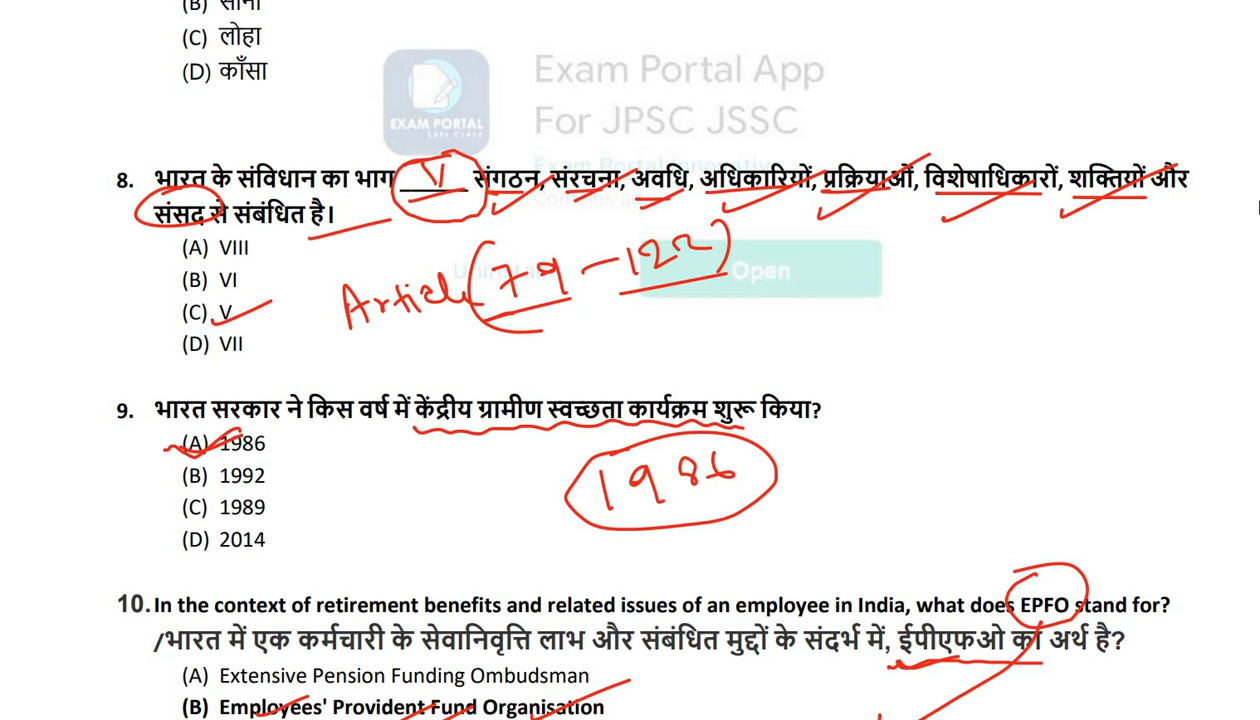 (B) सोना
(C) लोहा
(D) काँसा
EXAM PORTAL
Exam Portal App
For JPSC JSSC
8. भारत के संविधान का भाग ______ संगठन, संरचना, अवधि, अधिकारियों, प्रक्रियाओं, विशेषाधिकारों, शक्तियों और
V
संसद से संबंधित है।
(A) VIII
(B) VI
(C) V
(D) VII
Article (79 - 122)
Open
9. भारत सरकार ने किस वर्ष में केंद्रीय ग्रामीण स्वच्छता कार्यक्रम शुरू किया?
(A) 1986
(B) 1992
(C) 1989
(D) 2014
1986
10. In the context of retirement benefits and related issues of an employee in India, what does EPFO stand for?
/भारत में एक कर्मचारी के सेवानिवृत्ति लाभ और संबंधित मुद्दों के संदर्भ में, ईपीएफओ का अर्थ है?
(A) Extensive Pension Funding Ombudsman
(B) Employees' Provident Fund Organisation